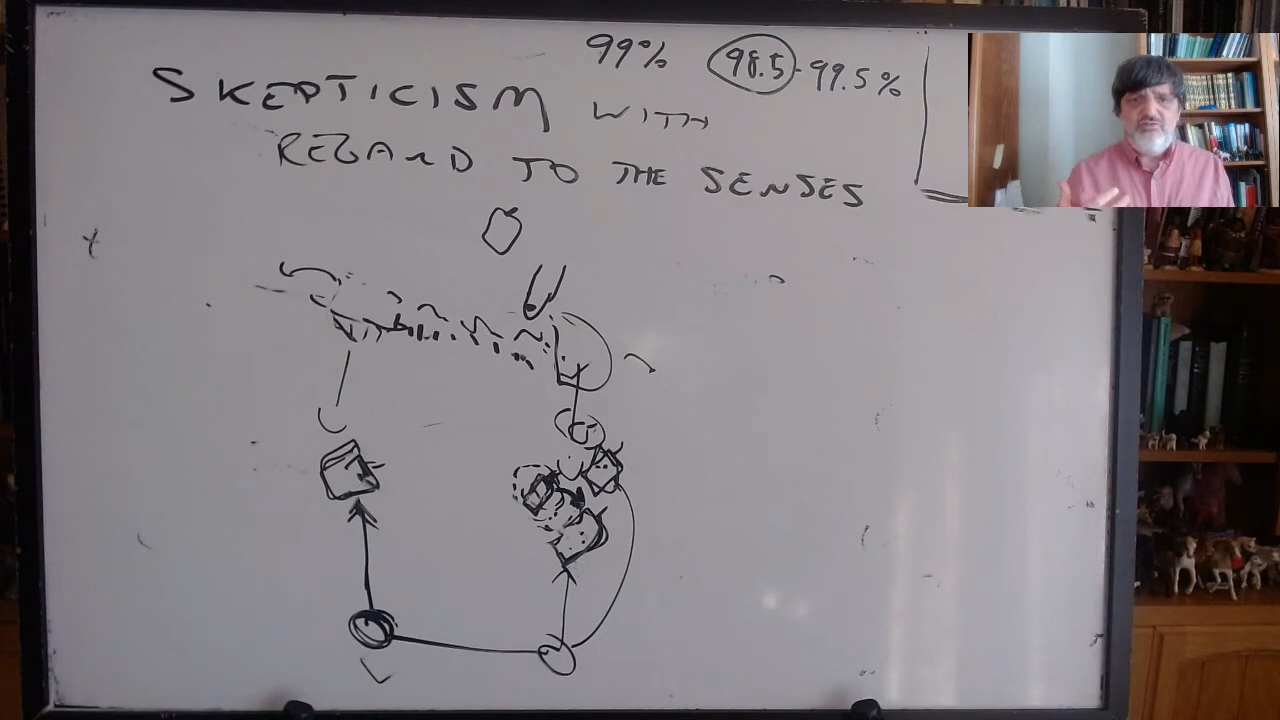 99% 98.5-99.5%
SKEPTICISM WITH
REGARD TO THE SENSES